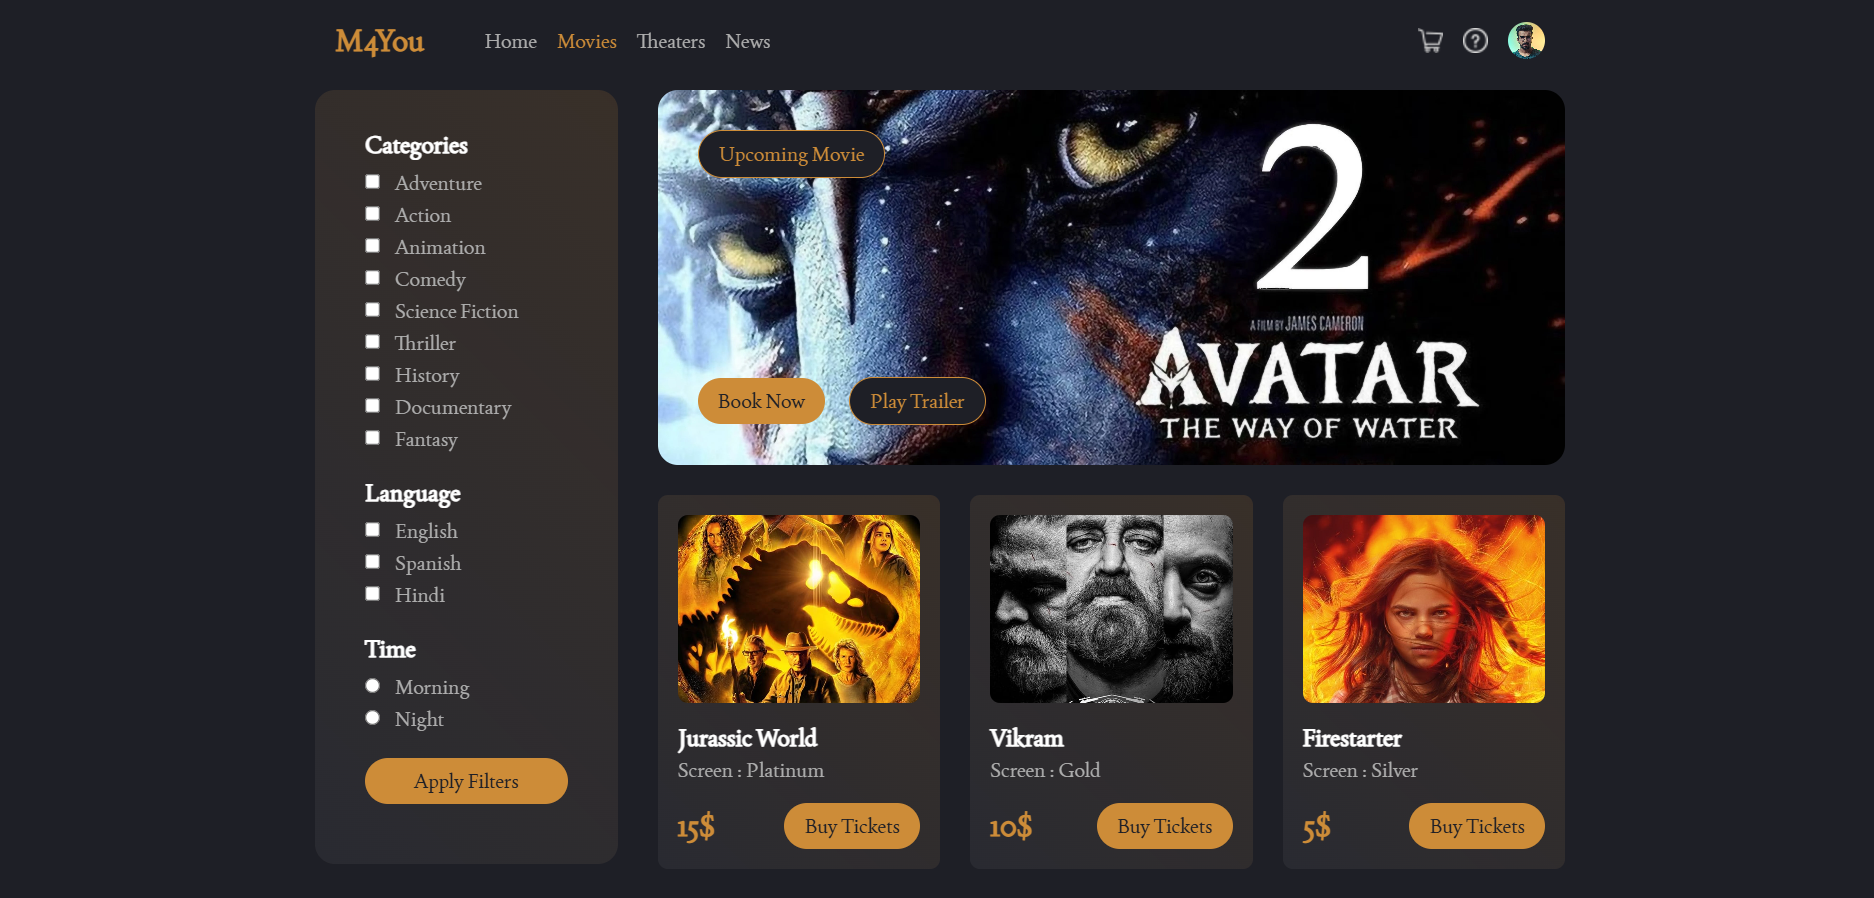 M4You
Home
Movies
Theaters
News
?
Categories
Adventure
Action
Animation
Comedy
Science Fiction
Thriller
History
Documentary
Fantasy
Language
English
Spanish
Hindi
Time
Morning
Night
Apply Filters
Upcoming Movie
2
A FILM BY JAMES CAMERON
AVATAR
THE WAY OF WATER
Book Now
Play Trailer
Jurassic World
Screen : Platinum
15$
Buy Tickets
Vikram
Screen : Gold
10$
Buy Tickets
Firestarter
Screen : Silver
5$
Buy Tickets